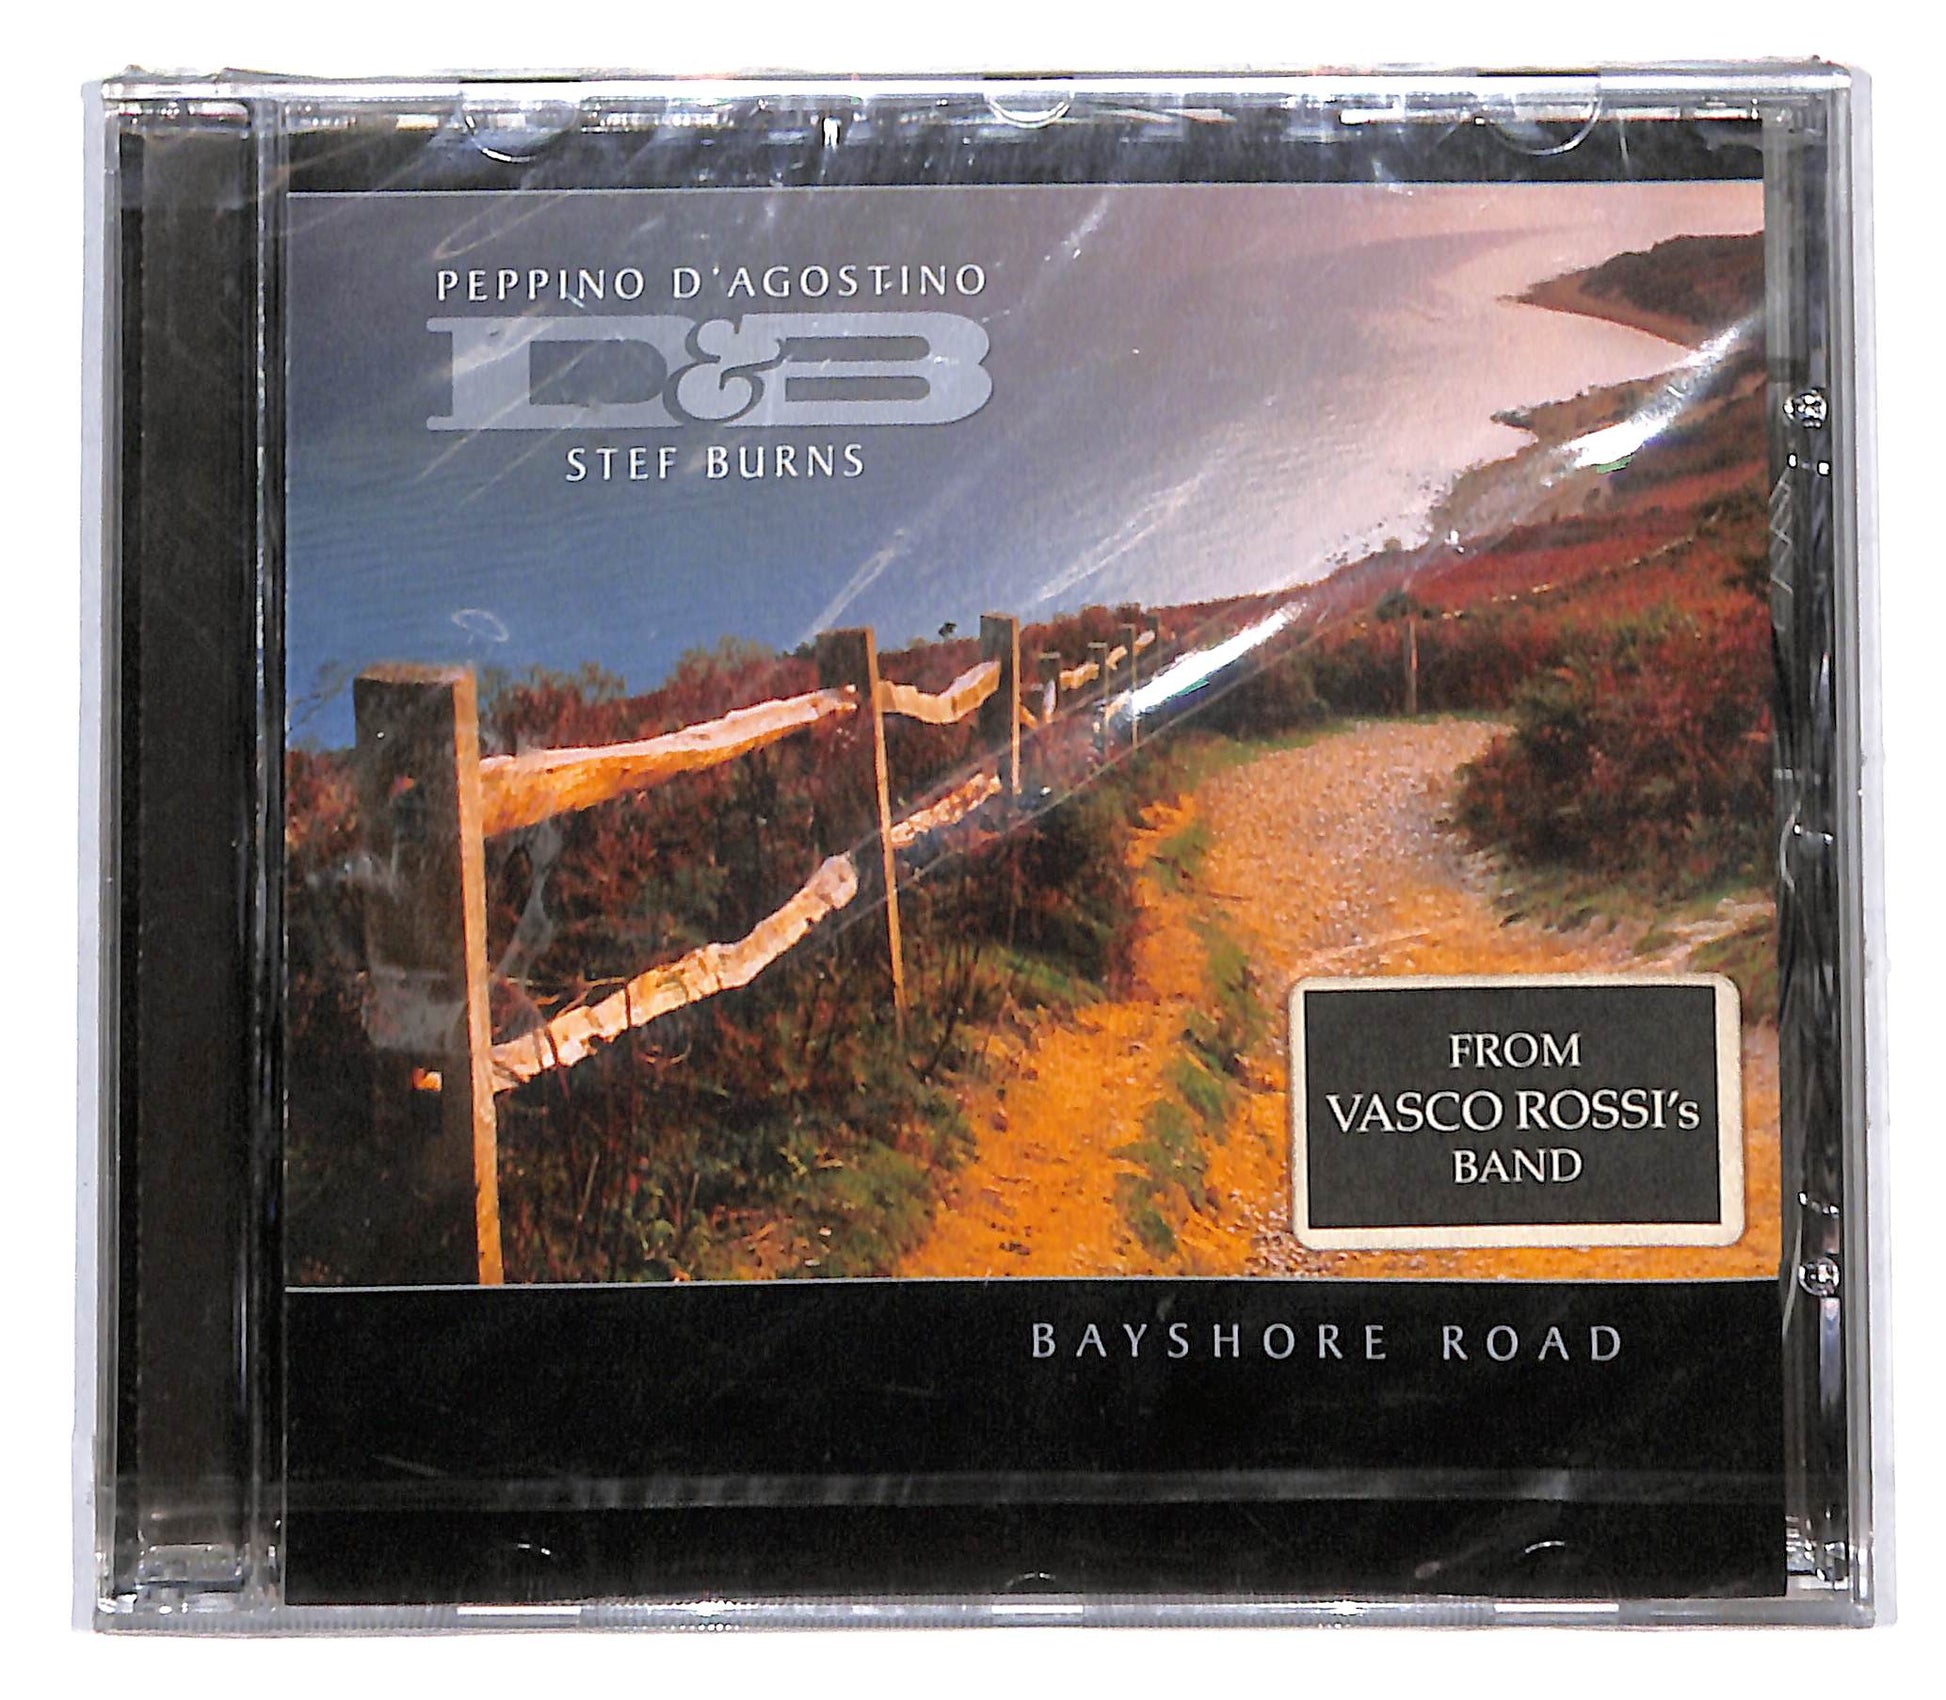 PEPPINO D'AGOSTINO
D&B
STEF BURNS
FROM
VASCO ROSSI's
BAND
BAYSHORE ROAD